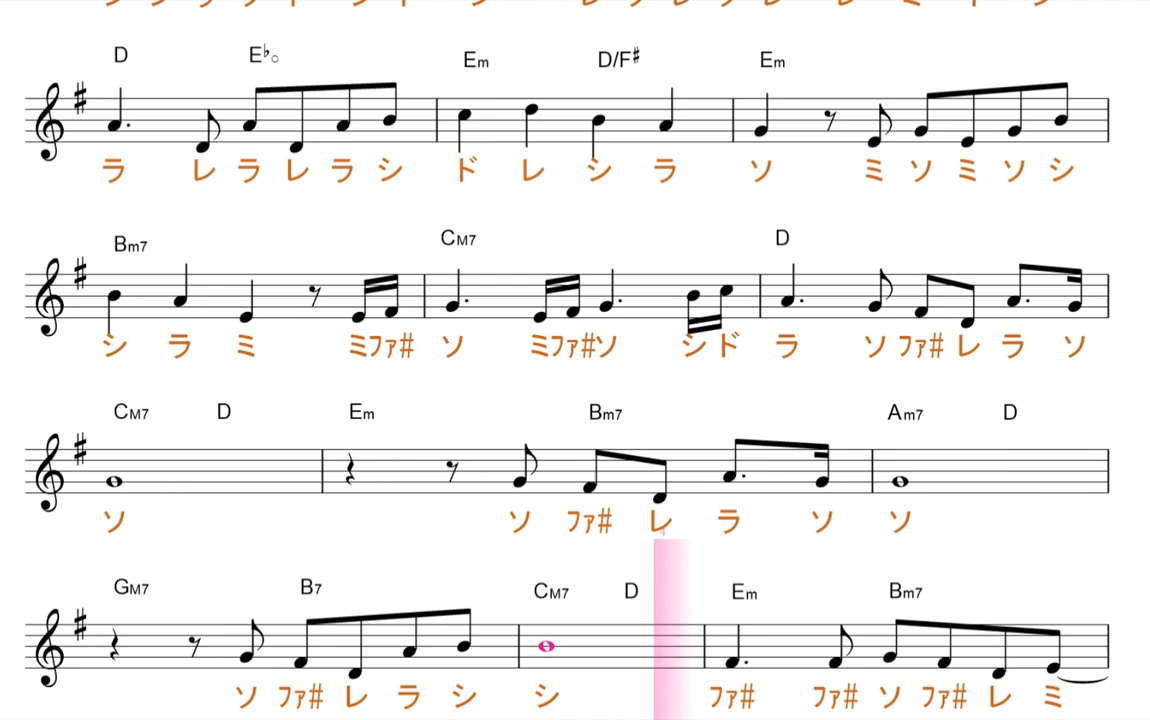 D E♭○ Em D/F♯ Em
ラ レ ラ レ ラ シ ド レ シ ラ ソ ミ ソ ミ ソ シ
Bm7 CM7 D
シ ラ ミ ミ ファ# ソ ミ ファ# ソ シ ド ラ ソ ファ# レ ラ ソ
CM7 D Em Bm7 Am7 D
ソ ソ ファ# レ ラ ソ ソ
GM7 B7 CM7 D Em Bm7
ソ ファ# レ ラ シ シ ファ# ファ# ソ ファ# レ ミ